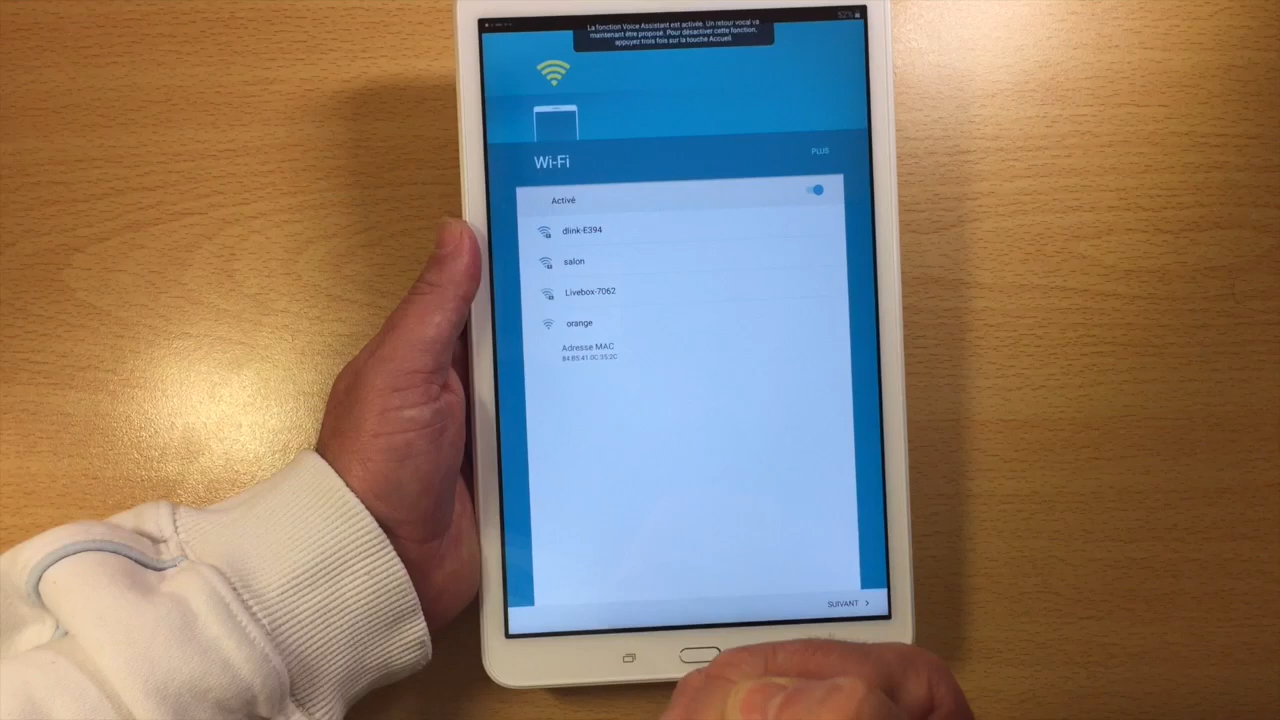 52%
La fonction Voice Assistant est activée. Un retour vocal va
maintenant être proposé. Pour désactiver cette fonction,
appuyez trois fois sur la touche Accueil.
Wi-Fi
PLUS
Activé
dlink-E394
salon
Livebox-7062
orange
Adresse MAC
84:B5:41:0C:35:2C
SUIVANT >